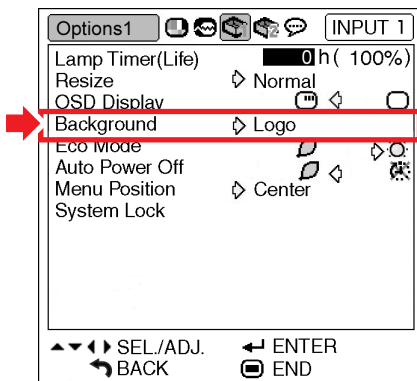 Options1 INPUT 1
Lamp Timer(Life) 0 h( 100%)
Resize Normal
OSD Display
Background Logo
Eco Mode
Auto Power Off
Menu Position Center
System Lock
SEL./ADJ. ENTER
BACK END